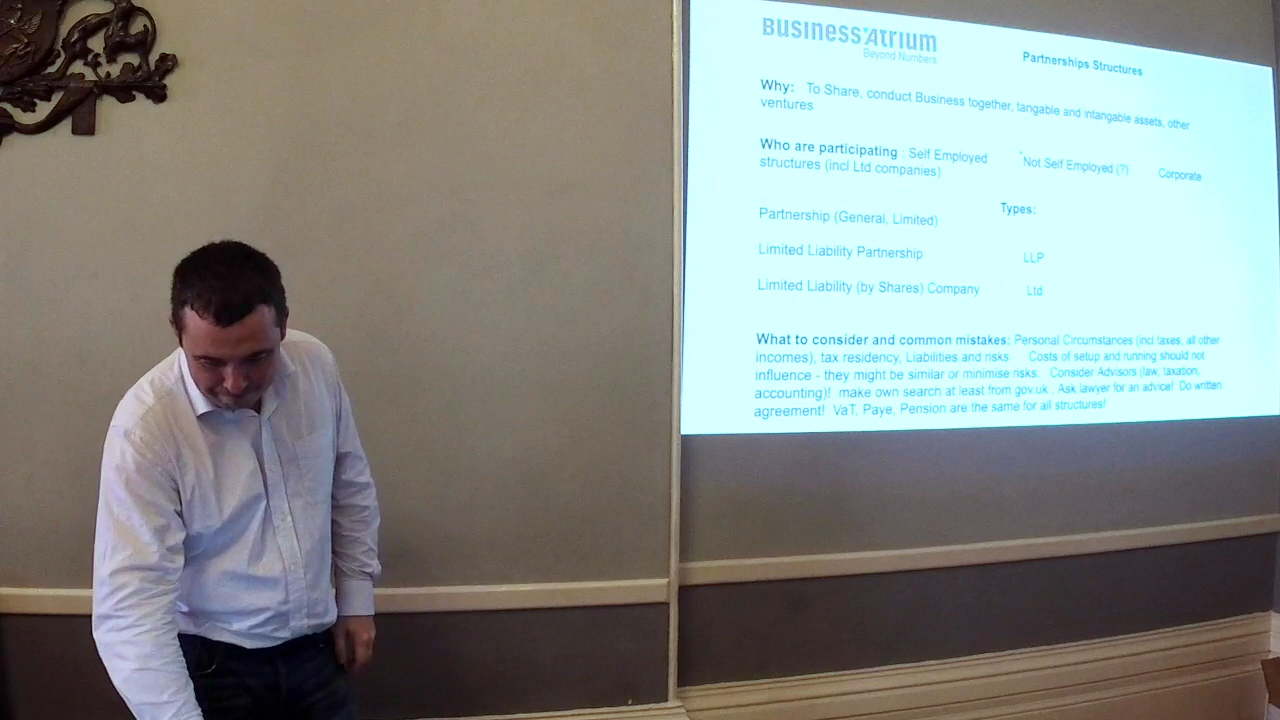 Business Atrium
Beyond Numbers
Partnerships Structures
Why: To Share, conduct Business together, tangable and intangable assets, other
ventures
Who are participating : Self Employed Not Self Employed (?) Corporate
structures (incl Ltd companies)
Types:
Partnership (General, Limited)
Limited Liability Partnership LLP
Limited Liability (by Shares) Company Ltd
What to consider and common mistakes: Personal Circumstances (incl taxes, all other
incomes), tax residency, Liabilities and risks Costs of setup and running should not
influence - they might be similar or minimise risks. Consider Advisors (law, taxation,
accounting)! make own search at least from gov.uk . Ask lawyer for an advice! Do written
agreement! VaT, Paye, Pension are the same for all structures!